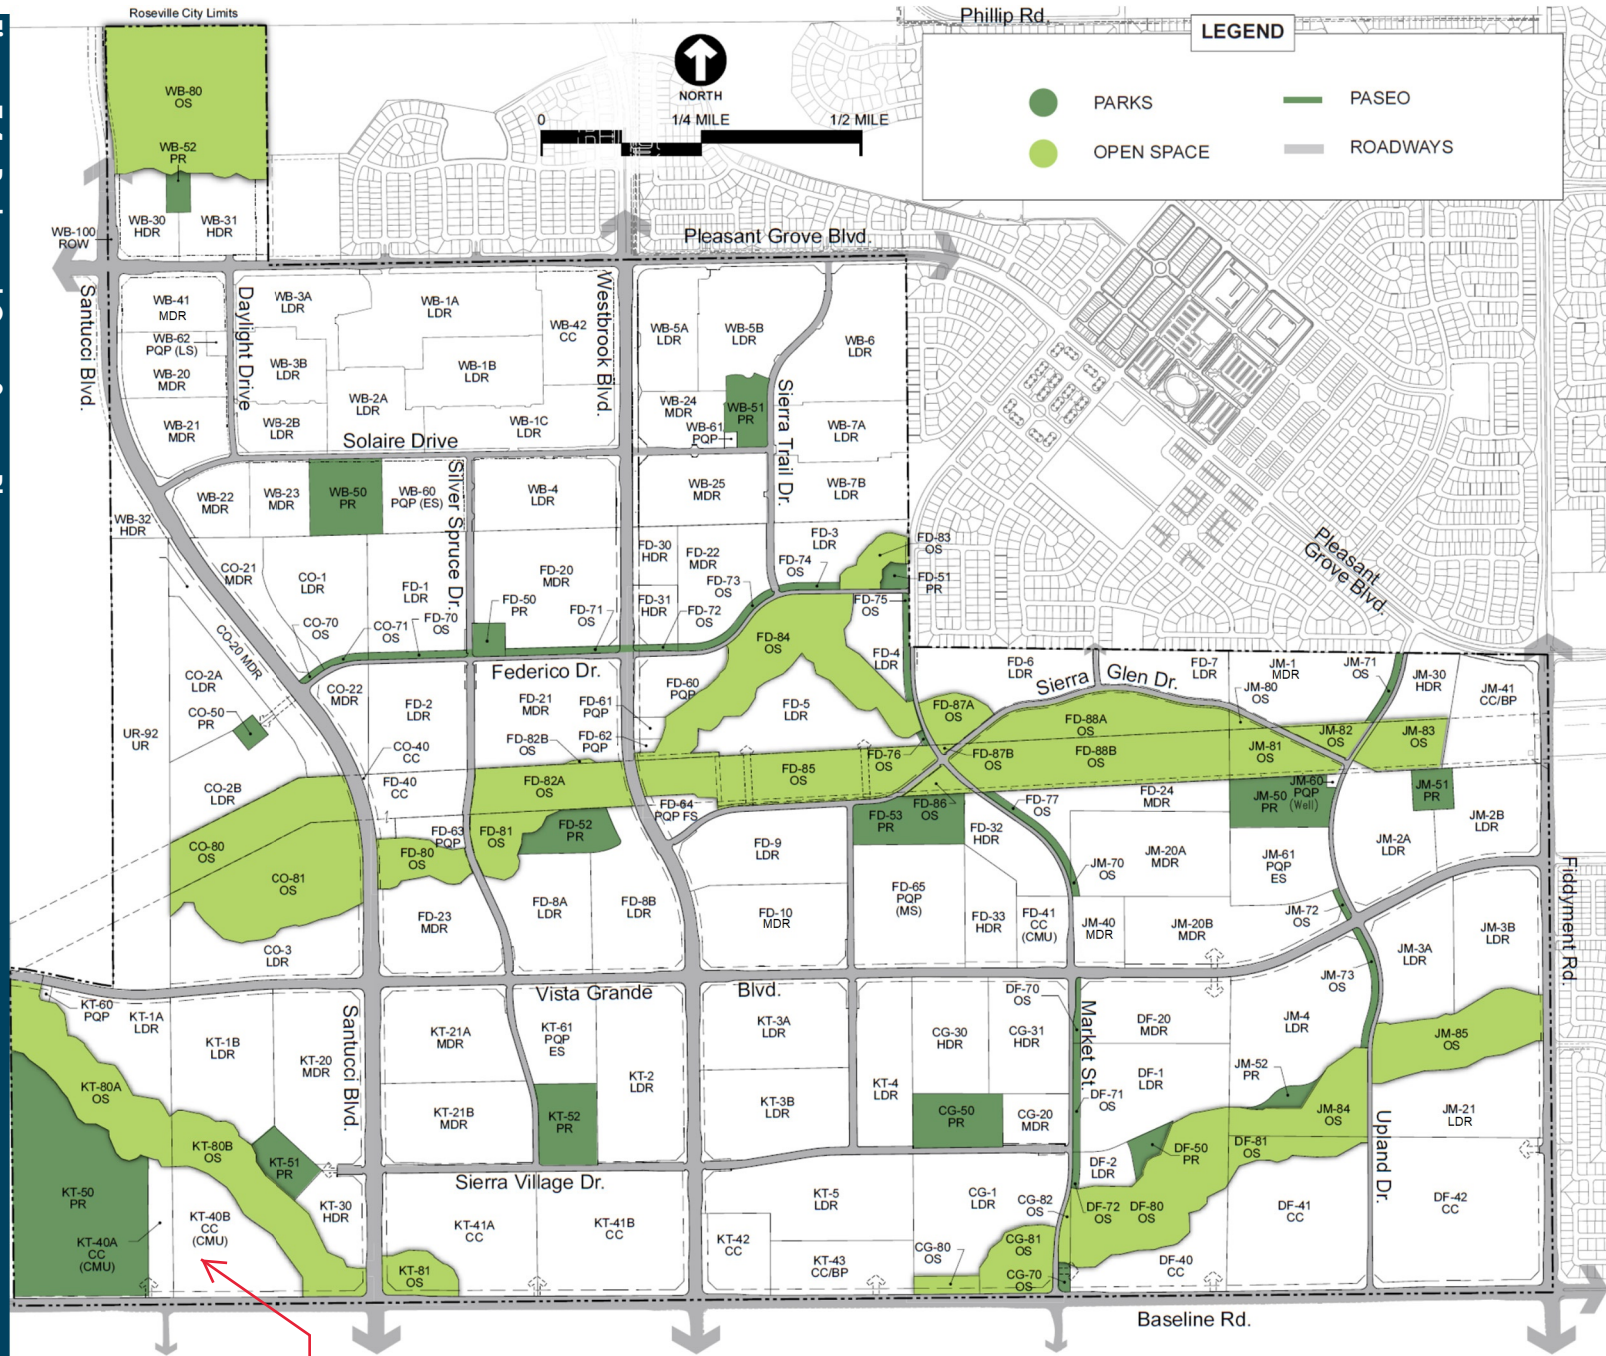 Roseville City Limits
Phillip Rd.
LEGEND
PARKS
PASEO
OPEN SPACE
ROADWAYS
NORTH
0
1/4 MILE
1/2 MILE
WB-80
OS
WB-52
PR
WB-30
HDR
WB-31
HDR
WB-100
ROW
Pleasant Grove Blvd.
Santucci Blvd.
Daylight Drive
Westbrook Blvd.
WB-41
MDR
WB-62
PQP (LS)
WB-20
MDR
WB-21
MDR
WB-3A
LDR
WB-3B
LDR
WB-2B
LDR
WB-1A
LDR
WB-1B
LDR
WB-2A
LDR
WB-1C
LDR
WB-42
CC
WB-5A
LDR
WB-5B
LDR
WB-6
LDR
WB-24
MDR
WB-51
PR
WB-61
PQP
WB-7A
LDR
Sierra Trail Dr.
Solaire Drive
WB-22
MDR
WB-23
MDR
WB-50
PR
WB-60
PQP (ES)
Silver Spruce Dr.
WB-4
LDR
WB-25
MDR
WB-7B
LDR
WB-32
HDR
CO-21
MDR
CO-1
LDR
FD-1
LDR
FD-20
MDR
FD-30
HDR
FD-22
MDR
FD-3
LDR
FD-83
OS
FD-74
OS
FD-51
PR
FD-73
OS
FD-75
OS
FD-31
HDR
FD-72
OS
FD-71
OS
FD-50
PR
FD-70
OS
CO-71
OS
CO-70
OS
Pleasant
Grove Blvd.
CO-20 MDR
CO-2A
LDR
CO-50
PR
UR-92
UR
CO-22
MDR
FD-2
LDR
Federico Dr.
FD-21
MDR
FD-61
PQP
FD-62
PQP
FD-60
PQP
FD-84
OS
FD-4
LDR
FD-5
LDR
FD-6
LDR
Sierra Glen Dr.
FD-7
LDR
JM-1
MDR
JM-80
OS
JM-71
OS
JM-30
HDR
JM-41
CC/BP
CO-40
CC
FD-40
CC
FD-82B
OS
FD-82A
OS
FD-85
OS
FD-76
OS
FD-87A
OS
FD-87B
OS
FD-88A
OS
FD-88B
OS
JM-81
OS
JM-82
OS
JM-83
OS
CO-2B
LDR
CO-80
OS
CO-81
OS
CO-3
LDR
FD-80
OS
FD-63
PQP
FD-81
OS
FD-52
PR
FD-64
PQP FS
FD-53
PR
FD-86
OS
FD-77
OS
FD-32
HDR
FD-24
MDR
JM-50
PR
JM-60
PQP
(Well)
JM-51
PR
JM-2B
LDR
JM-2A
LDR
FD-9
LDR
FD-10
MDR
FD-65
PQP
(MS)
FD-33
HDR
FD-41
CC
(CMU)
JM-70
OS
JM-20A
MDR
JM-61
PQP
ES
JM-40
MDR
JM-20B
MDR
JM-72
OS
JM-73
OS
JM-3A
LDR
JM-3B
LDR
Fiddyment Rd.
FD-23
MDR
FD-8A
LDR
FD-8B
LDR
Vista Grande Blvd.
KT-60
PQP
KT-1A
LDR
KT-1B
LDR
KT-20
MDR
Santucci Blvd.
KT-21A
MDR
KT-21B
MDR
KT-61
PQP
ES
KT-2
LDR
KT-52
PR
KT-3A
LDR
KT-3B
LDR
KT-4
LDR
CG-30
HDR
CG-31
HDR
CG-50
PR
CG-20
MDR
DF-70
OS
Market St.
DF-71
OS
DF-20
MDR
DF-1
LDR
JM-4
LDR
JM-52
PR
JM-85
OS
JM-84
OS
JM-21
LDR
Upland Dr.
KT-80A
OS
KT-80B
OS
KT-51
PR
KT-50
PR
KT-40A
CC
(CMU)
KT-40B
CC
(CMU)
KT-30
HDR
Sierra Village Dr.
KT-41A
CC
KT-41B
CC
KT-81
OS
KT-5
LDR
KT-42
CC
KT-43
CC/BP
CG-1
LDR
CG-82
OS
CG-80
OS
CG-81
OS
CG-70
OS
DF-2
LDR
DF-50
PR
DF-72
OS
DF-80
OS
DF-81
OS
DF-40
CC
DF-41
CC
DF-42
CC
Baseline Rd.